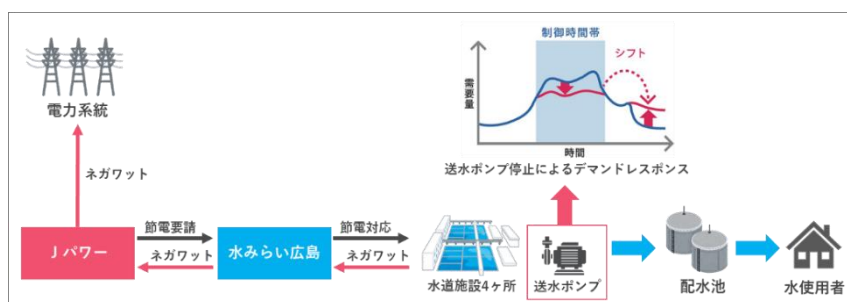 制御時間帯
シフト
需要量
時間
電力系統
送水ポンプ停止によるデマンドレスポンス
ネガワット
節電要請
節電対応
Jパワー
水みらい広島
ネガワット
ネガワット
水道施設4ヶ所
送水ポンプ
配水池
水使用者